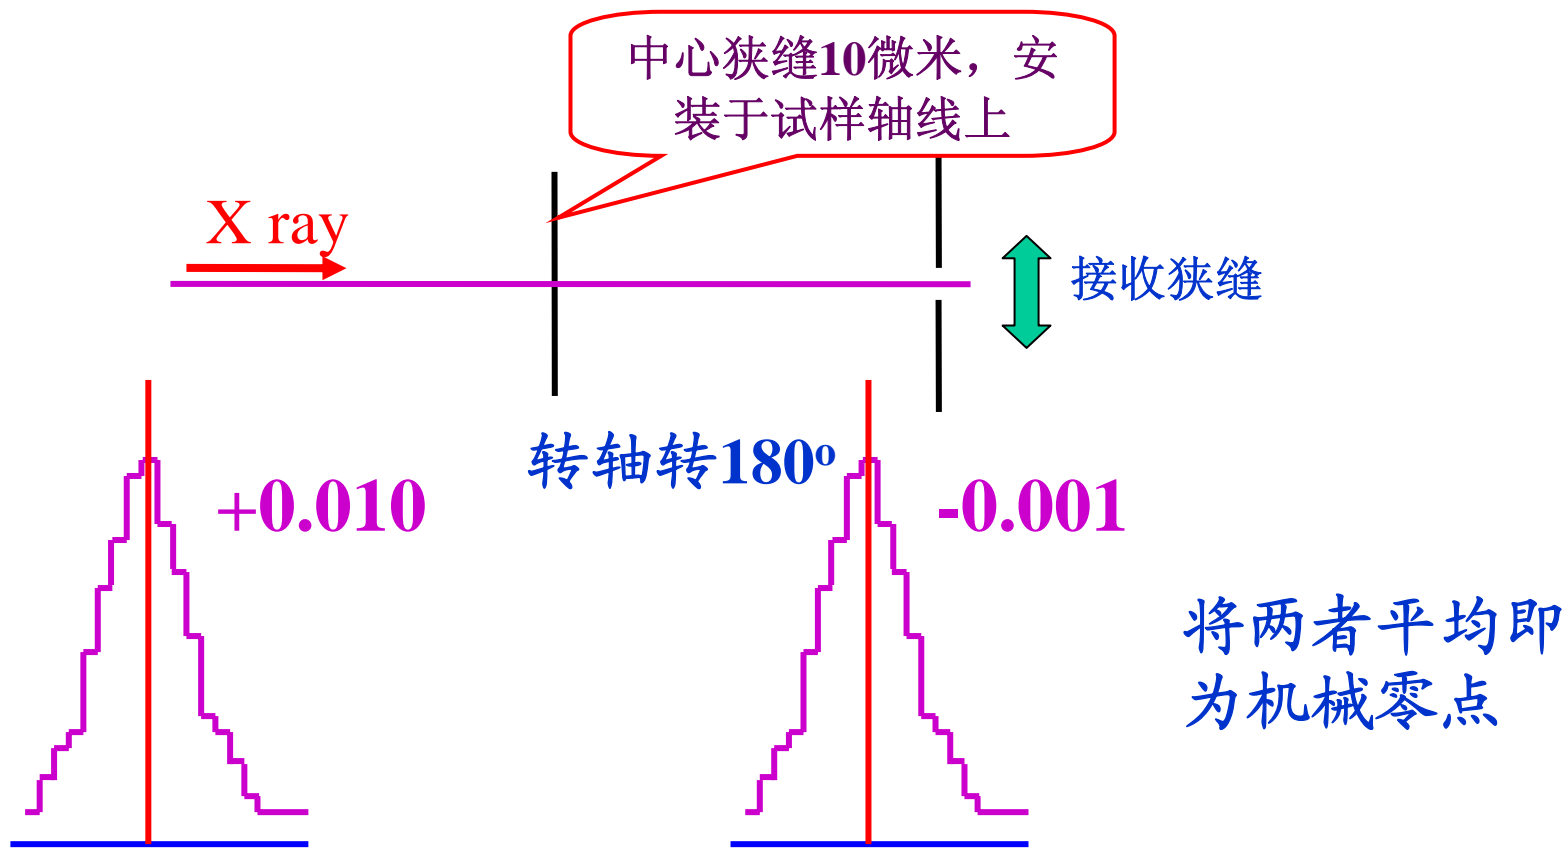 中心狭缝10微米，安
装于试样轴线上
X ray
接收狭缝
转轴转180º
+0.010
-0.001
将两者平均即
为机械零点